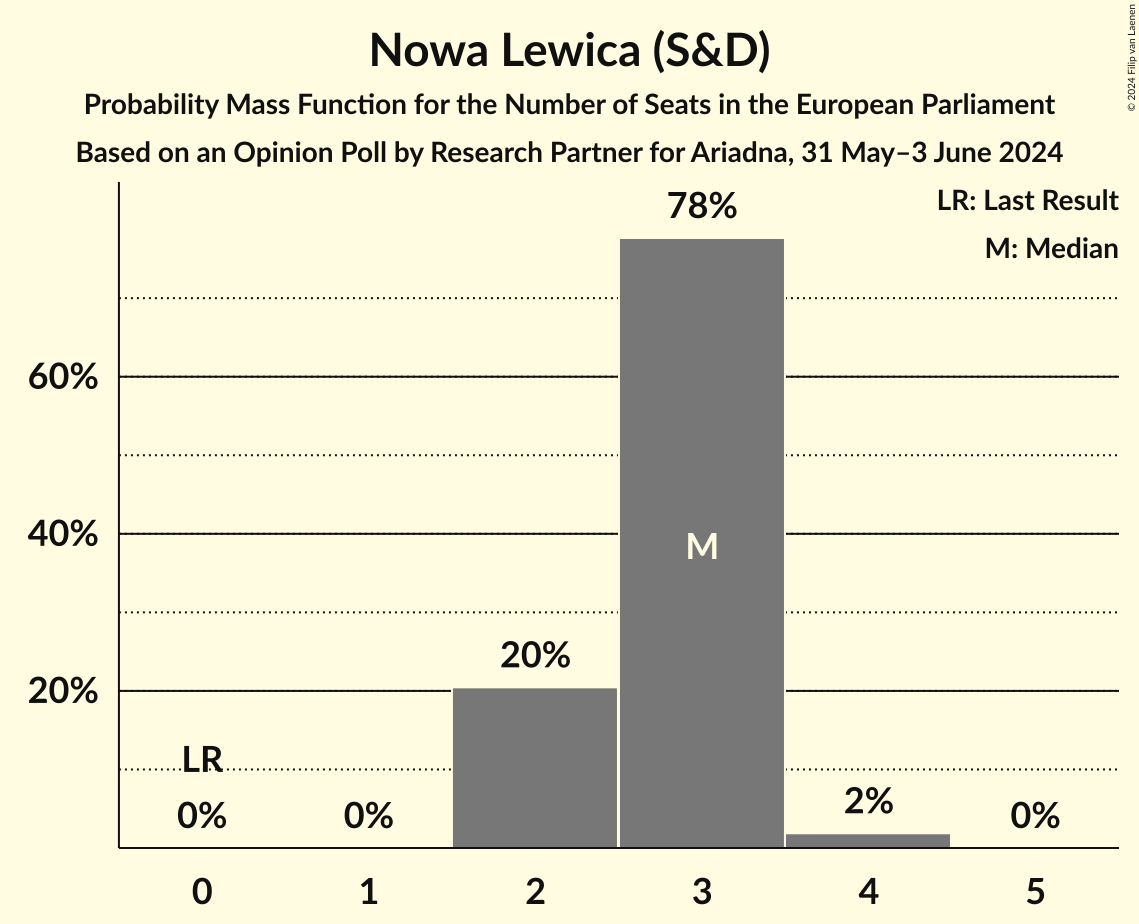 Nowa Lewica (S&D)
Probability Mass Function for the Number of Seats in the European Parliament
Based on an Opinion Poll by Research Partner for Ariadna, 31 May–3 June 2024
© 2024 Filip van Laenen
LR: Last Result
M: Median
78%
60%
40%
M
20%
20%
LR
0%
0%
2%
0%
0
1
2
3
4
5